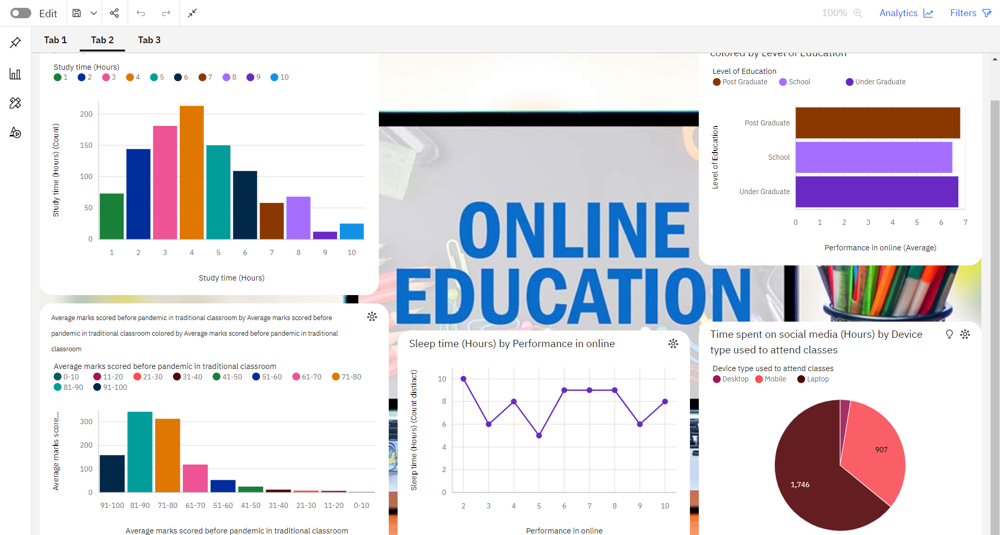 Edit
100%
Analytics
Filters
Tab 1
Tab 2
Tab 3
Study time (Hours)
1 2 3 4 5 6 7 8 9 10
200
150
100
50
0
Study time (Hours) (Count)
1 2 3 4 5 6 7 8 9 10
Study time (Hours)
ONLINE
EDUCATION
colored by Level of Education
Level of Education
Post Graduate School Under Graduate
Level of Education
Post Graduate
School
Under Graduate
0 1 2 3 4 5 6 7
Performance in online (Average)
Average marks scored before pandemic in traditional classroom by Average marks scored before
pandemic in traditional classroom colored by Average marks scored before pandemic in traditional
classroom
Average marks scored before pandemic in traditional classroom
0-10 11-20 21-30 31-40 41-50 51-60 61-70 71-80
81-90 91-100
Average marks score...
300
200
100
0
91-100 81-90 71-80 61-70 51-60 41-50 31-40 21-30 11-20 0-10
Average marks scored before pandemic in traditional classroom
Sleep time (Hours) by Performance in online
Sleep time (Hours) (Count distinct)
10
8
6
4
2
0
2 3 4 5 6 7 8 9 10
Performance in online
Time spent on social media (Hours) by Device
type used to attend classes
Device type used to attend classes
Desktop Mobile Laptop
907
1,746